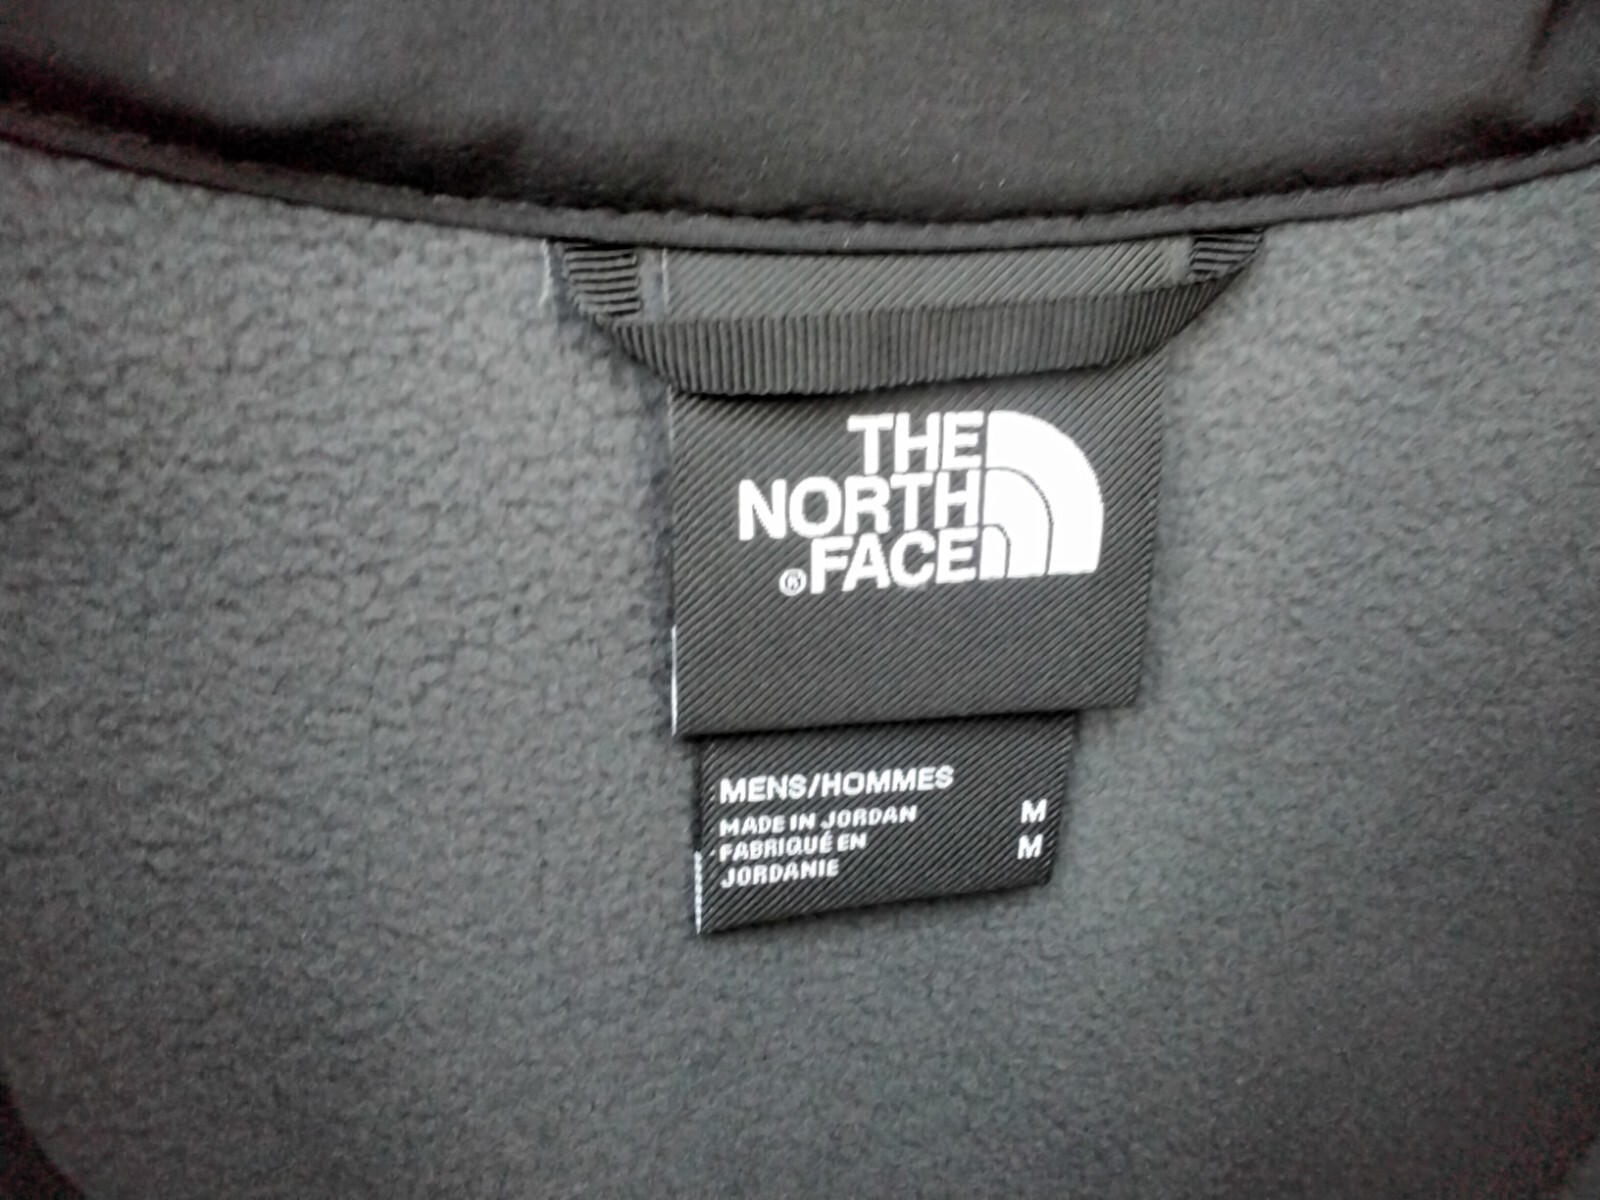 THE
NORTH
®FACE
MENS/HOMMES
MADE IN JORDAN M
FABRIQUÉ EN M
JORDANIE